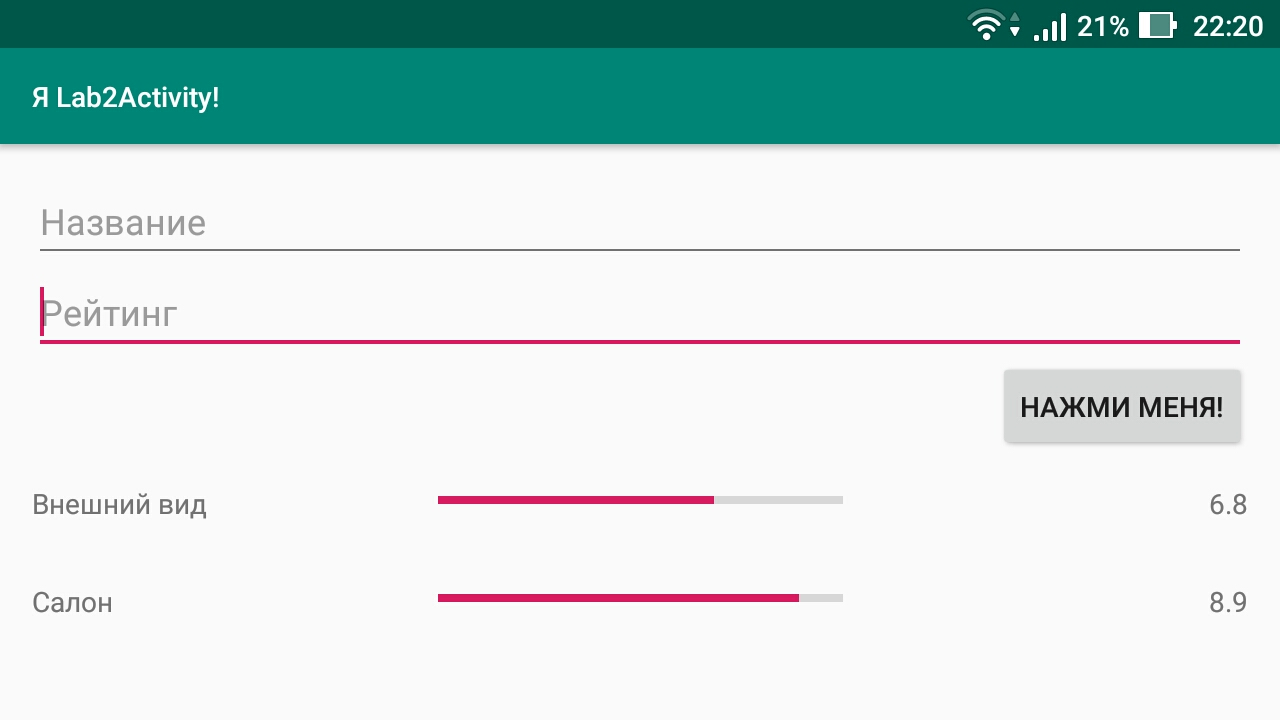 21% 22:20
Я Lab2Activity!
Название
Рейтинг
НАЖМИ МЕНЯ!
Внешний вид 6.8
Салон 8.9